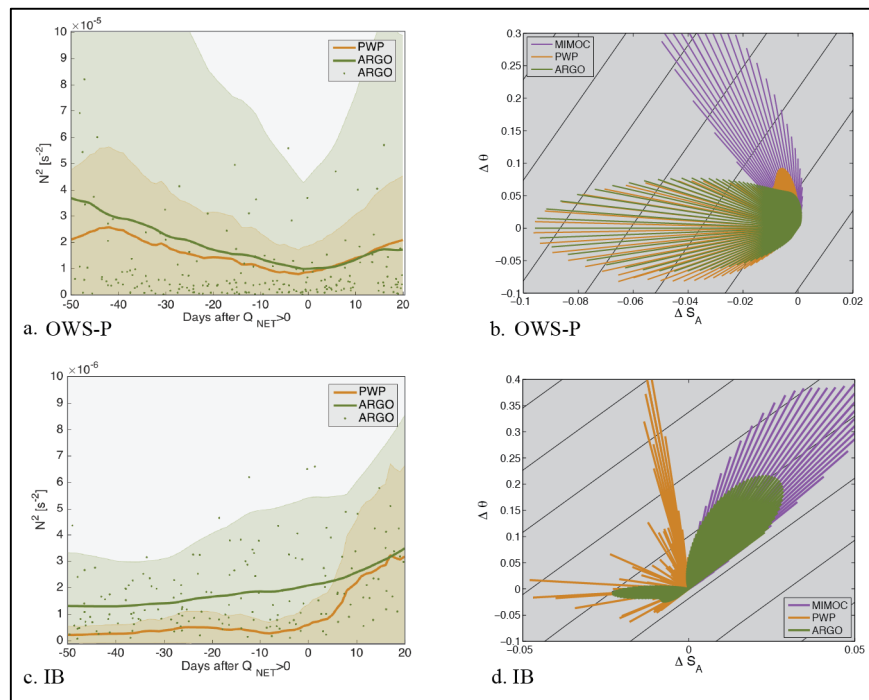 ×10⁻⁵
10
9
8
7
6
5
4
3
2
1
0
N² [s⁻²]
-50 -40 -30 -20 -10 0 10 20
Days after Q NET>0
PWP
ARGO
ARGO
a. OWS-P
0.3
0.25
0.2
0.15
0.1
0.05
0
-0.05
-0.1
Δ θ
-0.1 -0.08 -0.06 -0.04 -0.02 0 0.02
Δ S A
MIMOC
PWP
ARGO
b. OWS-P
×10⁻⁶
10
9
8
7
6
5
4
3
2
1
0
N² [s⁻²]
-50 -40 -30 -20 -10 0 10 20
Days after Q NET>0
PWP
ARGO
ARGO
c. IB
0.4
0.35
0.3
0.25
0.2
0.15
0.1
0.05
0
-0.05
-0.1
Δ θ
-0.05 0 0.05
Δ S A
MIMOC
PWP
ARGO
d. IB